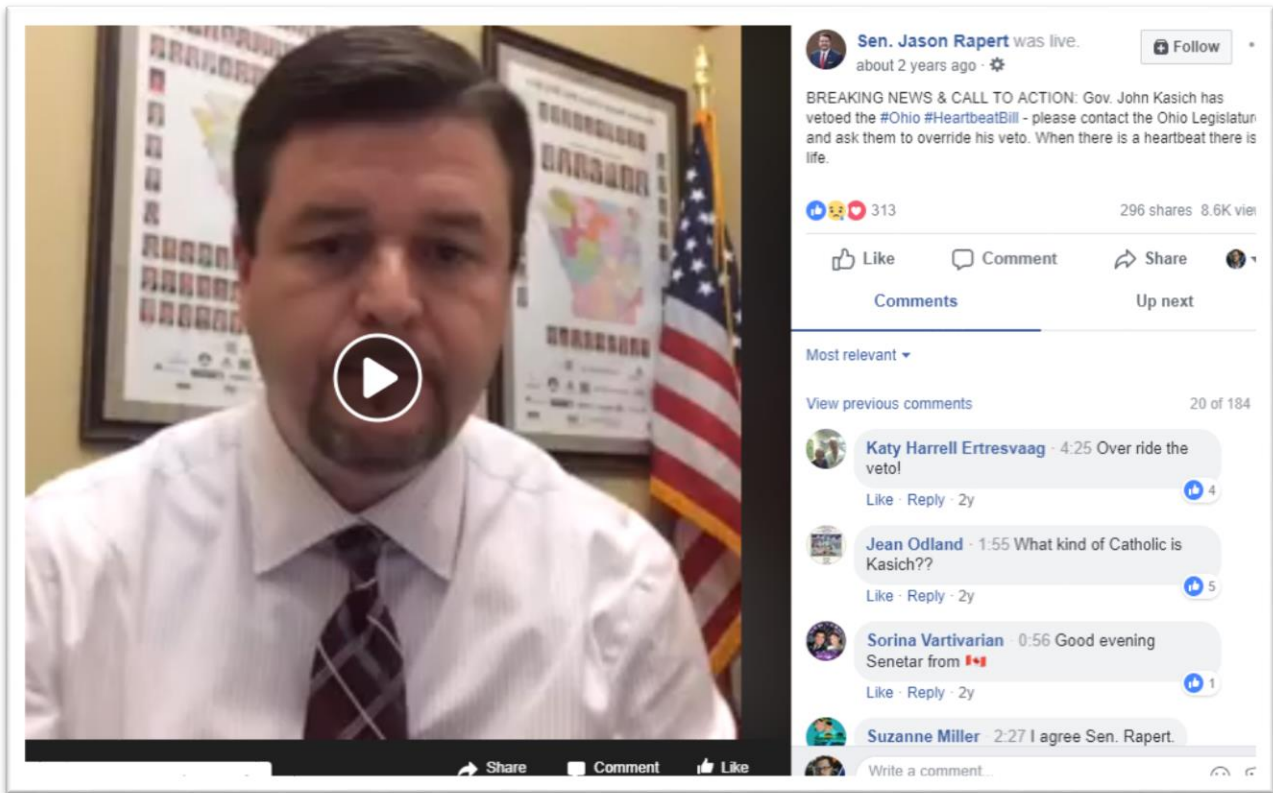 Sen. Jason Rapert was live.
Follow
about 2 years ago ·
BREAKING NEWS & CALL TO ACTION: Gov. John Kasich has
vetoed the #Ohio #HeartbeatBill - please contact the Ohio Legislatur
and ask them to override his veto. When there is a heartbeat there is
life.
313
296 shares 8.6K vie
Like Comment Share
Comments Up next
Most relevant
View previous comments 20 of 184
Katy Harrell Ertresvaag · 4:25 Over ride the
veto!
4
Like · Reply · 2y
Jean Odland · 1:55 What kind of Catholic is
Kasich??
5
Like · Reply · 2y
Sorina Vartivarian · 0:56 Good evening
Senetar from 🇨🇦
1
Like · Reply · 2y
Suzanne Miller · 2:27 I agree Sen. Rapert.
Write a comment...
Share Comment Like